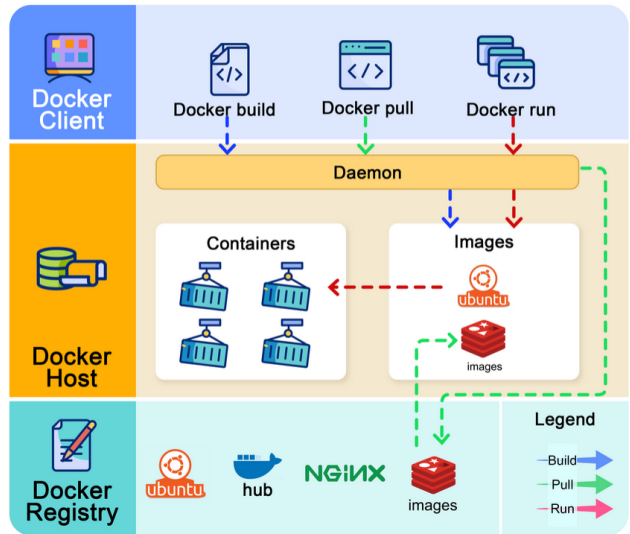 Docker
Client
Docker build
Docker pull
Docker run
Daemon
Containers
Images
ubuntu
images
Docker
Host
Docker
Registry
ubuntu
hub
NGINX
images
Legend
Build
Pull
Run